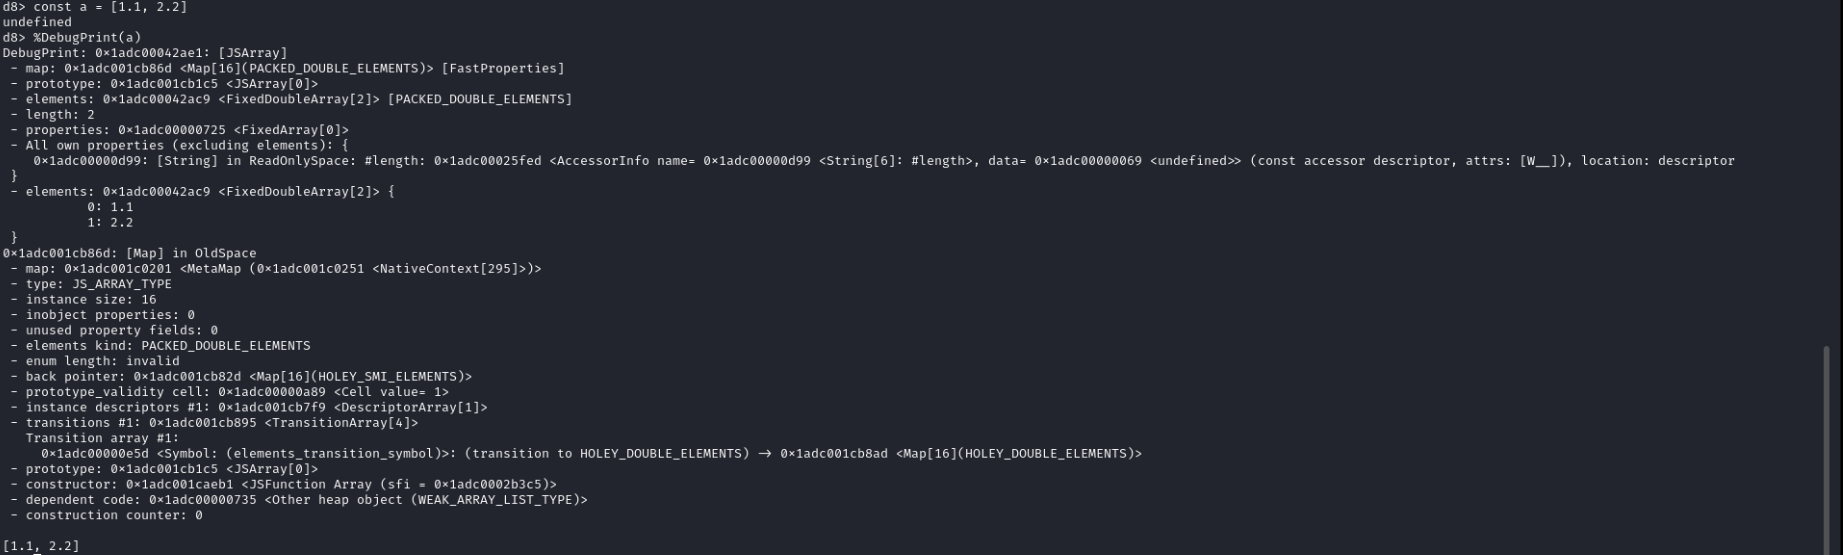 d8> const a = [1.1, 2.2]
undefined
d8> %DebugPrint(a)
DebugPrint: 0×1adc00042ae1: [JSArray]
 - map: 0×1adc001cb86d <Map[16](PACKED_DOUBLE_ELEMENTS)> [FastProperties]
 - prototype: 0×1adc001cb1c5 <JSArray[0]>
 - elements: 0×1adc00042ac9 <FixedDoubleArray[2]> [PACKED_DOUBLE_ELEMENTS]
 - length: 2
 - properties: 0×1adc00000725 <FixedArray[0]>
 - All own properties (excluding elements): {
    0×1adc00000d99: [String] in ReadOnlySpace: #length: 0×1adc00025fed <AccessorInfo name= 0×1adc00000d99 <String[6]: #length>, data= 0×1adc00000069 <undefined>> (const accessor descriptor, attrs: [W__]), location: descriptor
 }
 - elements: 0×1adc00042ac9 <FixedDoubleArray[2]> {
           0: 1.1
           1: 2.2
 }
0×1adc001cb86d: [Map] in OldSpace
 - map: 0×1adc001c0201 <MetaMap (0×1adc001c0251 <NativeContext[295]>)>
 - type: JS_ARRAY_TYPE
 - instance size: 16
 - inobject properties: 0
 - unused property fields: 0
 - elements kind: PACKED_DOUBLE_ELEMENTS
 - enum length: invalid
 - back pointer: 0×1adc001cb82d <Map[16](HOLEY_SMI_ELEMENTS)>
 - prototype_validity cell: 0×1adc00000a89 <Cell value= 1>
 - instance descriptors #1: 0×1adc001cb7f9 <DescriptorArray[1]>
 - transitions #1: 0×1adc001cb895 <TransitionArray[4]>
   Transition array #1:
     0×1adc00000e5d <Symbol: (elements_transition_symbol)>: (transition to HOLEY_DOUBLE_ELEMENTS) → 0×1adc001cb8ad <Map[16](HOLEY_DOUBLE_ELEMENTS)>
 - prototype: 0×1adc001cb1c5 <JSArray[0]>
 - constructor: 0×1adc001caeb1 <JSFunction Array (sfi = 0×1adc0002b3c5)>
 - dependent code: 0×1adc00000735 <Other heap object (WEAK_ARRAY_LIST_TYPE)>
 - construction counter: 0
[1.1, 2.2]